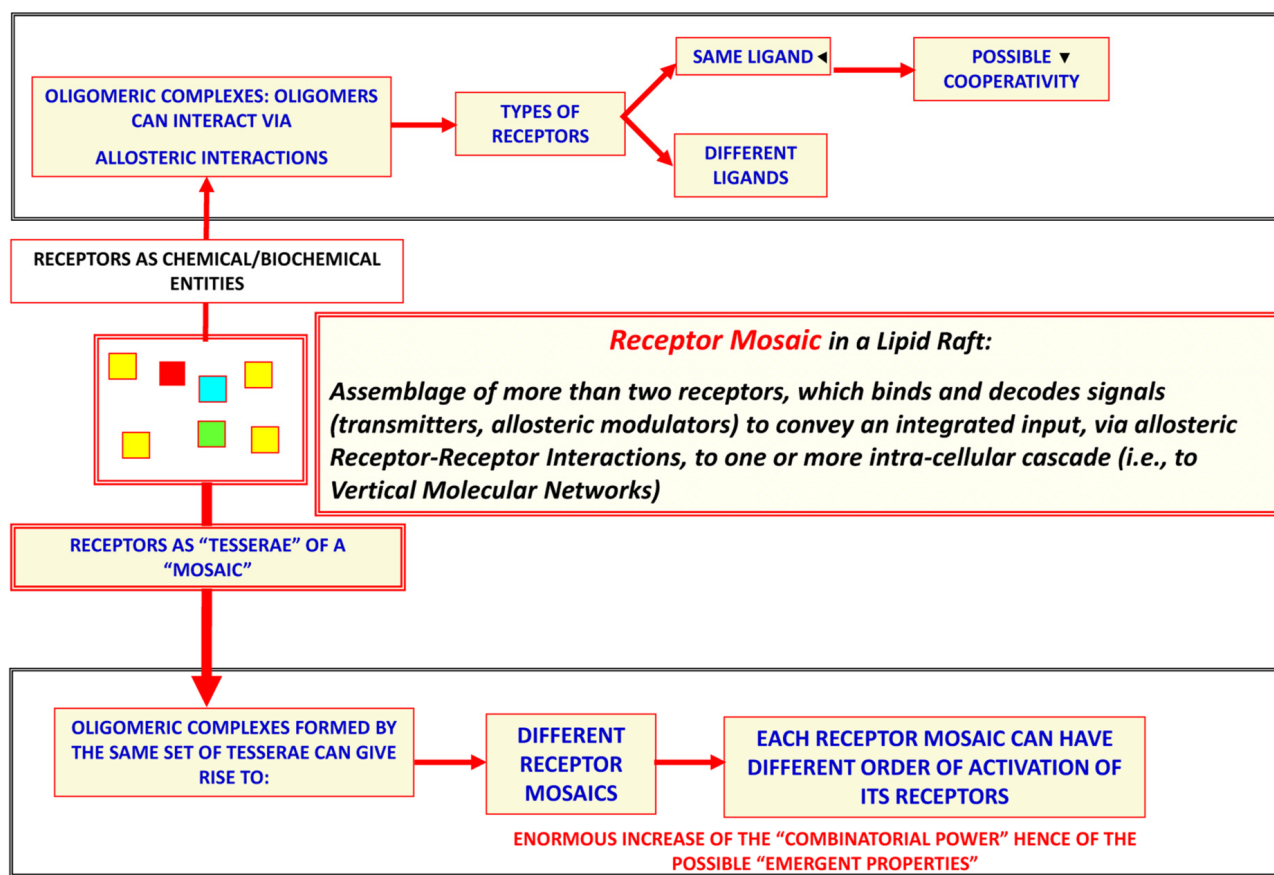 OLIGOMERIC COMPLEXES: OLIGOMERS
CAN INTERACT VIA
ALLOSTERIC INTERACTIONS
TYPES OF
RECEPTORS
SAME LIGAND
POSSIBLE
COOPERATIVITY
DIFFERENT
LIGANDS
RECEPTORS AS CHEMICAL/BIOCHEMICAL
ENTITIES
Receptor Mosaic in a Lipid Raft:
Assemblage of more than two receptors, which binds and decodes signals
(transmitters, allosteric modulators) to convey an integrated input, via allosteric
Receptor-Receptor Interactions, to one or more intra-cellular cascade (i.e., to
Vertical Molecular Networks)
RECEPTORS AS “TESSERAE” OF A
“MOSAIC”
OLIGOMERIC COMPLEXES FORMED BY
THE SAME SET OF TESSERAE CAN GIVE
RISE TO:
DIFFERENT
RECEPTOR
MOSAICS
EACH RECEPTOR MOSAIC CAN HAVE
DIFFERENT ORDER OF ACTIVATION OF
ITS RECEPTORS
ENORMOUS INCREASE OF THE “COMBINATORIAL POWER” HENCE OF THE
POSSIBLE “EMERGENT PROPERTIES”